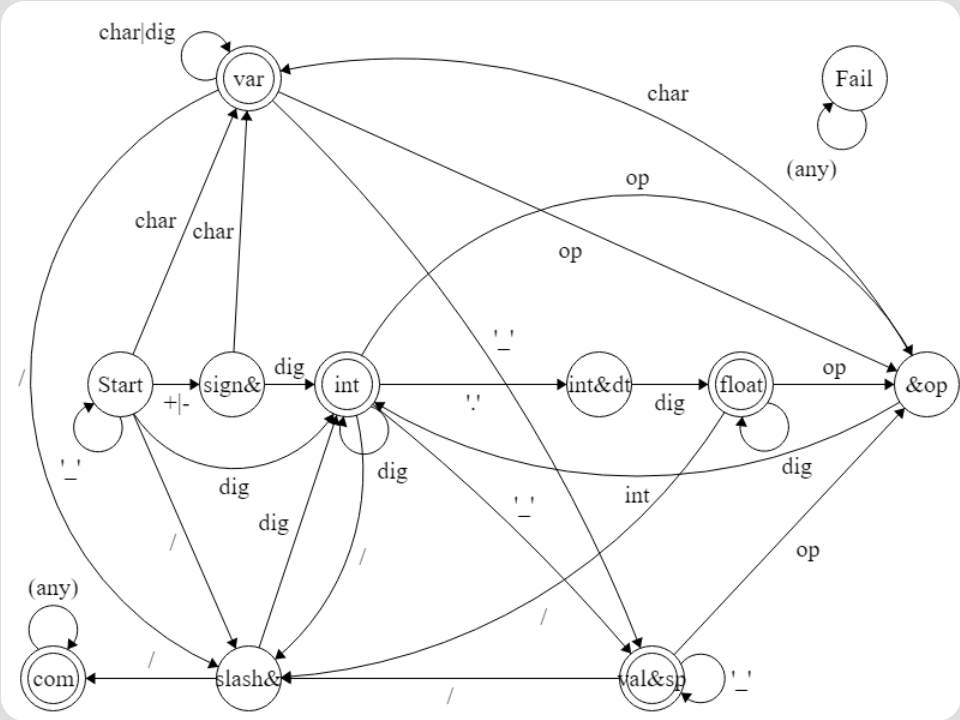 char|dig
var
Fail
char
(any)
op
char
char
op
'_'
Start
sign&
dig
int
int&dt
float
op
&op
+|-
'.'
dig
/
'_'
dig
dig
dig
int
'_'
dig
/
/
op
(any)
/
/
com
slash&
val&sp
'_'
/